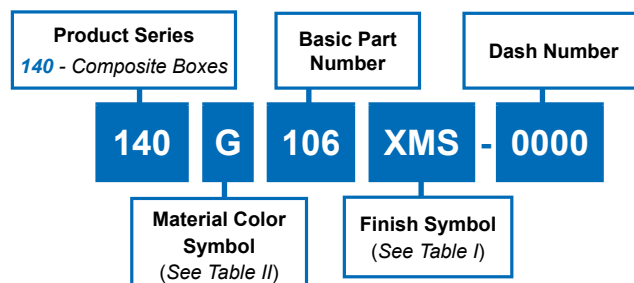 Product Series
140 - Composite Boxes
Basic Part
Number
Dash Number
140 G 106 XMS - 0000
Material Color
Symbol
(See Table II)
Finish Symbol
(See Table I)